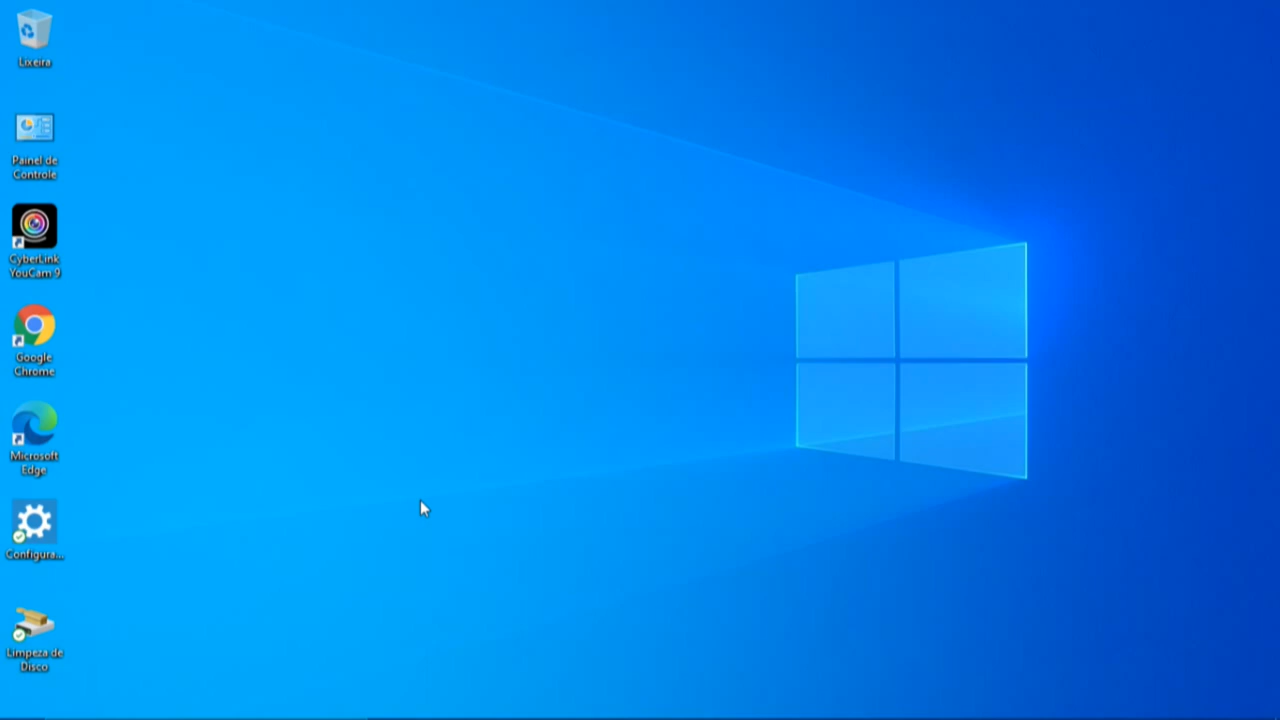 Lixeira
Painel de
Controle
CyberLink
YouCam 9
Google
Chrome
Microsoft
Edge
Configura...
Limpeza de
Disco